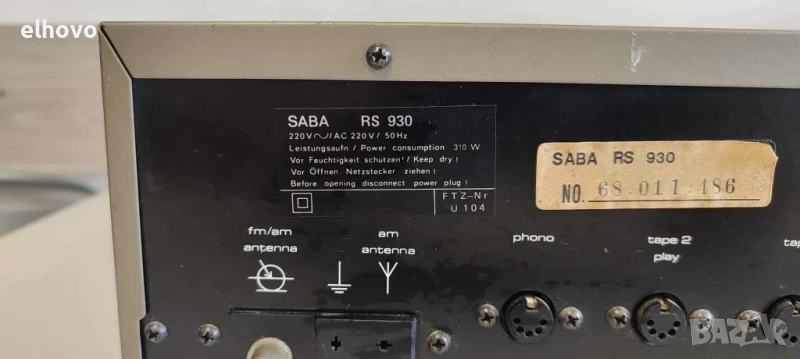 elhovo
SABA RS 930
220V ~/AC 220V/ 50Hz
Leistungsaufn./ Power consumption 310 W
Vor Feuchtigkeit schützen! / Keep dry!
Vor Öffnen Netzstecker ziehen!
Before opening disconnect power plug!
FTZ-Nr
U 104
SABA RS 930
NO. 68.011.486
fm/am
antenna
am
antenna
phono
tape 2
play
BAZAR